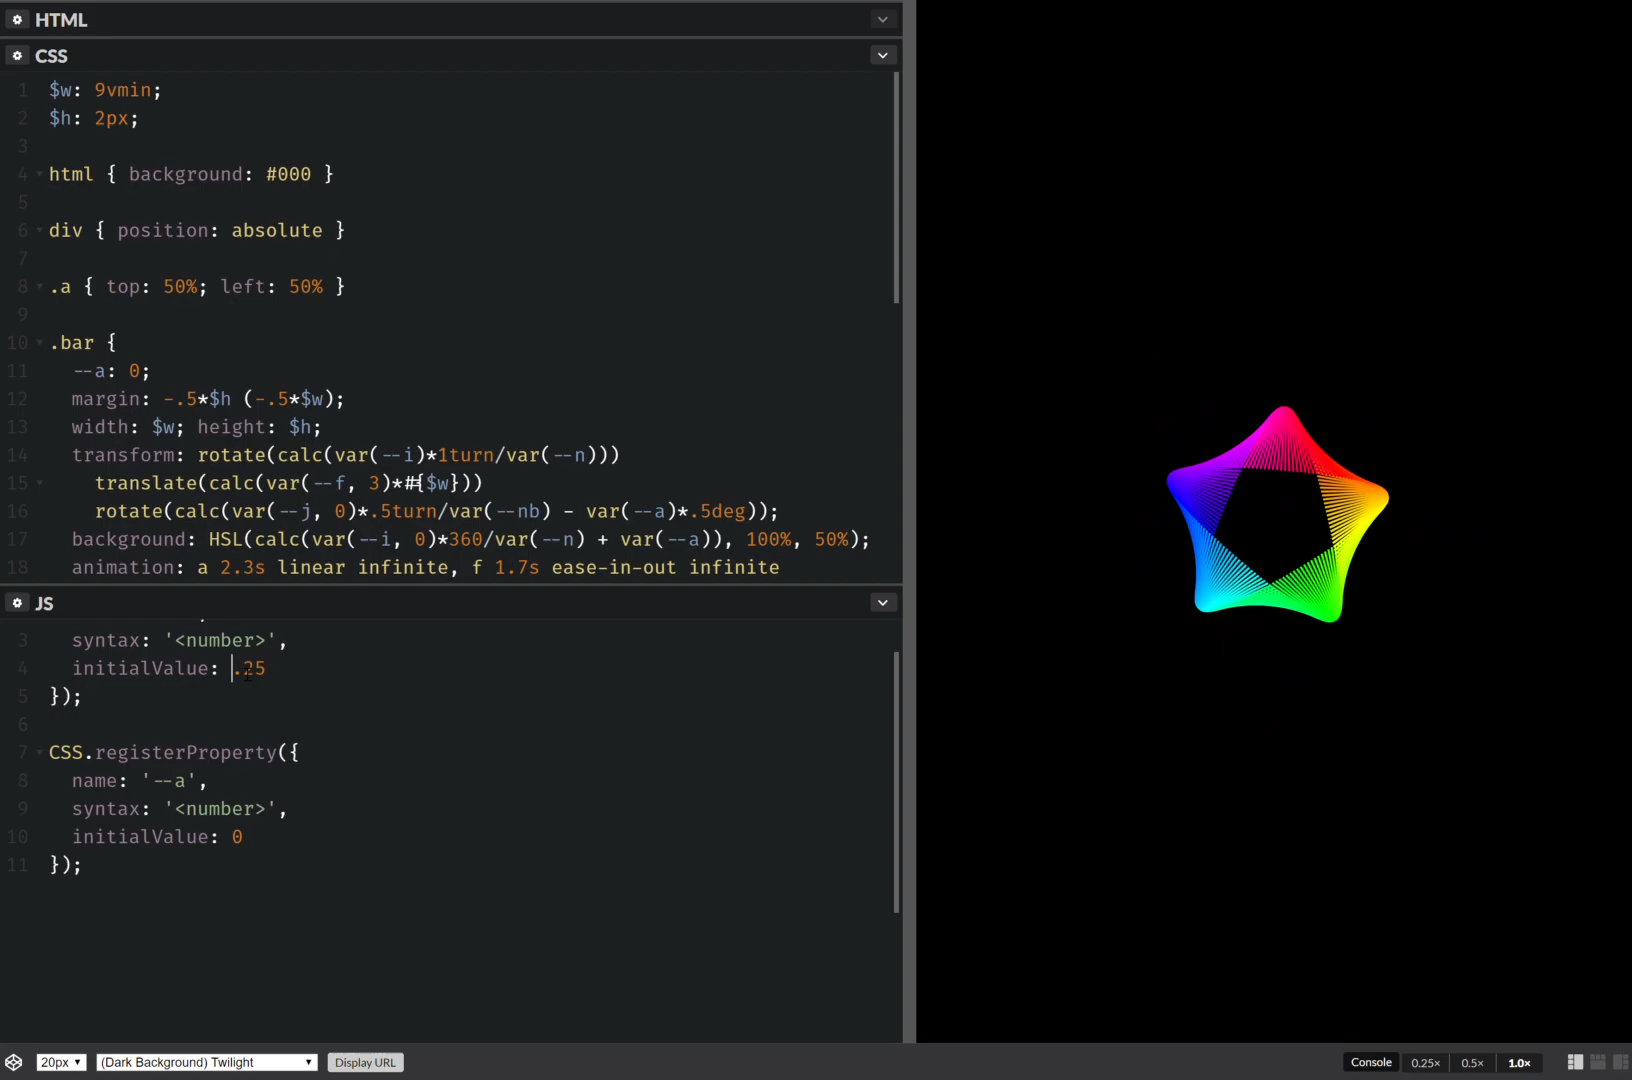 HTML
CSS
1 $w: 9vmin;
2 $h: 2px;
3
4 html { background: #000 }
5
6 div { position: absolute }
7
8 .a { top: 50%; left: 50% }
9
10 .bar {
11 --a: 0;
12 margin: -.5*$h (-.5*$w);
13 width: $w; height: $h;
14 transform: rotate(calc(var(--i)*1turn/var(--n)))
15 translate(calc(var(--f, 3)*#{$w}))
16 rotate(calc(var(--j, 0)*.5turn/var(--nb) - var(--a)*.5deg));
17 background: HSL(calc(var(--i, 0)*360/var(--n) + var(--a)), 100%, 50%);
18 animation: a 2.3s linear infinite, f 1.7s ease-in-out infinite
JS
3 syntax: '<number>',
4 initialValue: .25
5 });
6
7 CSS.registerProperty({
8 name: '--a',
9 syntax: '<number>',
10 initialValue: 0
11 });
20px (Dark Background) Twilight Display URL Console 0.25× 0.5× 1.0×